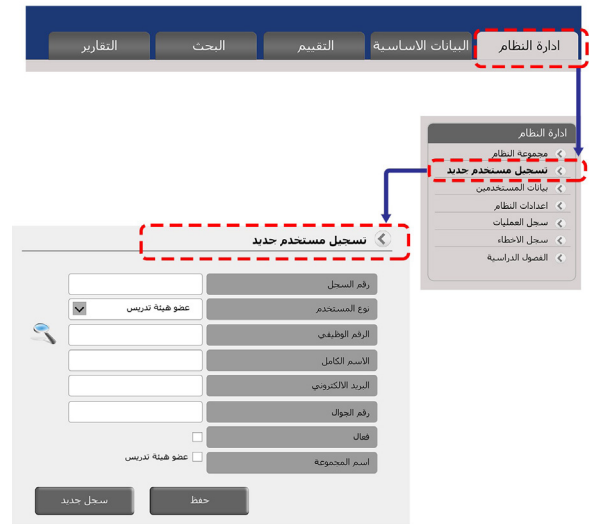 ادارة النظام
البيانات الاساسية
التقييم
البحث
التقارير
ادارة النظام
مجموعة النظام
تسجيل مستخدم جديد
بيانات المستخدمين
اعدادات النظام
سجل العمليات
سجل الاخطاء
الفصول الدراسية
تسجيل مستخدم جديد
رقم السجل
نوع المستخدم
عضو هيئة تدريس
الرقم الوظيفي
الاسم الكامل
البريد الالكتروني
رقم الجوال
فعال
اسم المجموعة
عضو هيئة تدريس
حفظ
سجل جديد